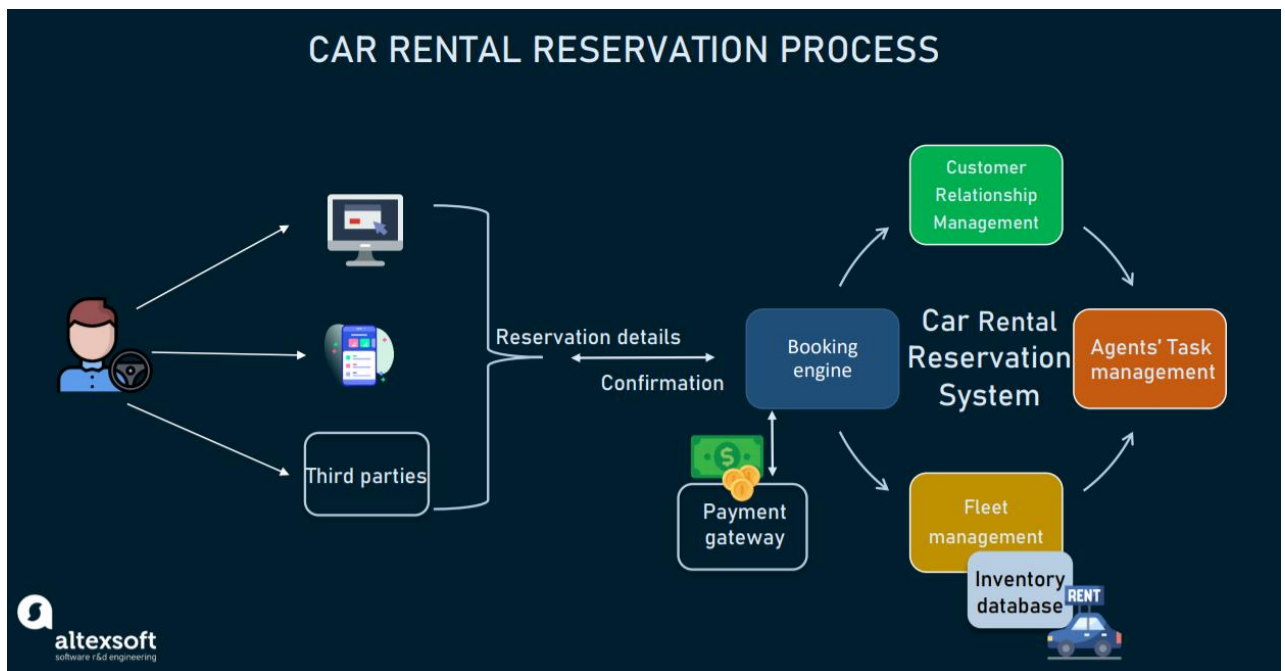 CAR RENTAL RESERVATION PROCESS
Third parties
Reservation details
Confirmation
Booking
engine
Payment
gateway
Customer
Relationship
Management
Car Rental
Reservation
System
Agents' Task
management
Fleet
management
Inventory
database
RENT
altexsoft
software r&d engineering